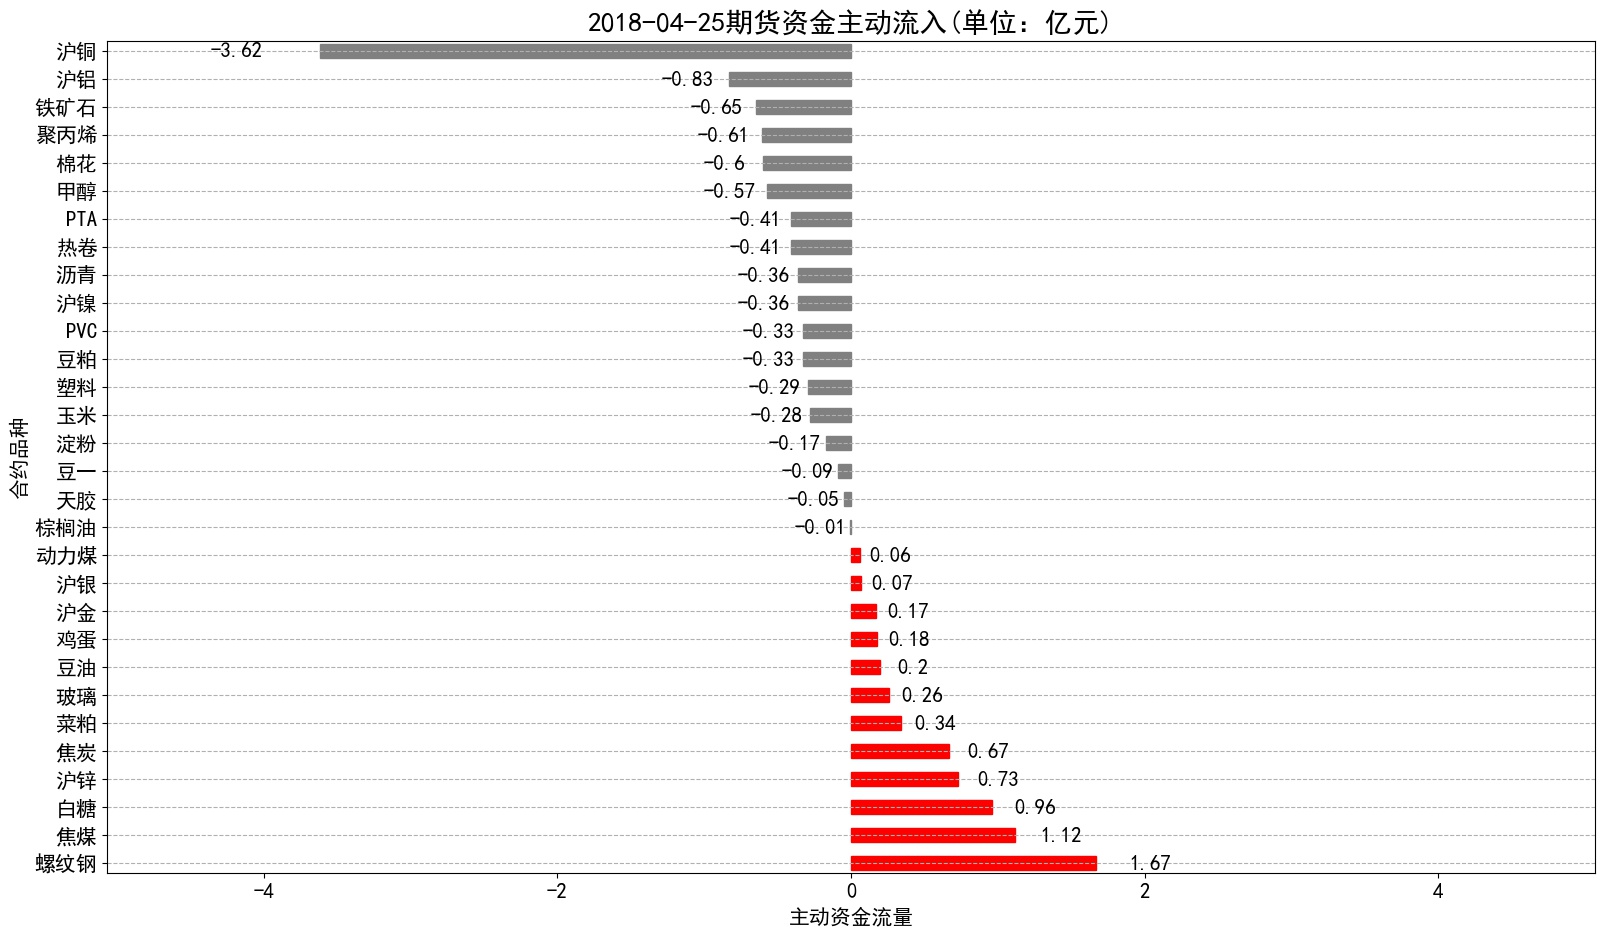 2018-04-25期货资金主动流入(单位：亿元)
合约品种
沪铜 -3.62
沪铝 -0.83
铁矿石 -0.65
聚丙烯 -0.61
棉花 -0.6
甲醇 -0.57
PTA -0.41
热卷 -0.41
沥青 -0.36
沪镍 -0.36
PVC -0.33
豆粕 -0.33
塑料 -0.29
玉米 -0.28
淀粉 -0.17
豆一 -0.09
天胶 -0.05
棕榈油 -0.01
动力煤 0.06
沪银 0.07
沪金 0.17
鸡蛋 0.18
豆油 0.2
玻璃 0.26
菜粕 0.34
焦炭 0.67
沪锌 0.73
白糖 0.96
焦煤 1.12
螺纹钢 1.67
-4 -2 0 2 4
主动资金流量